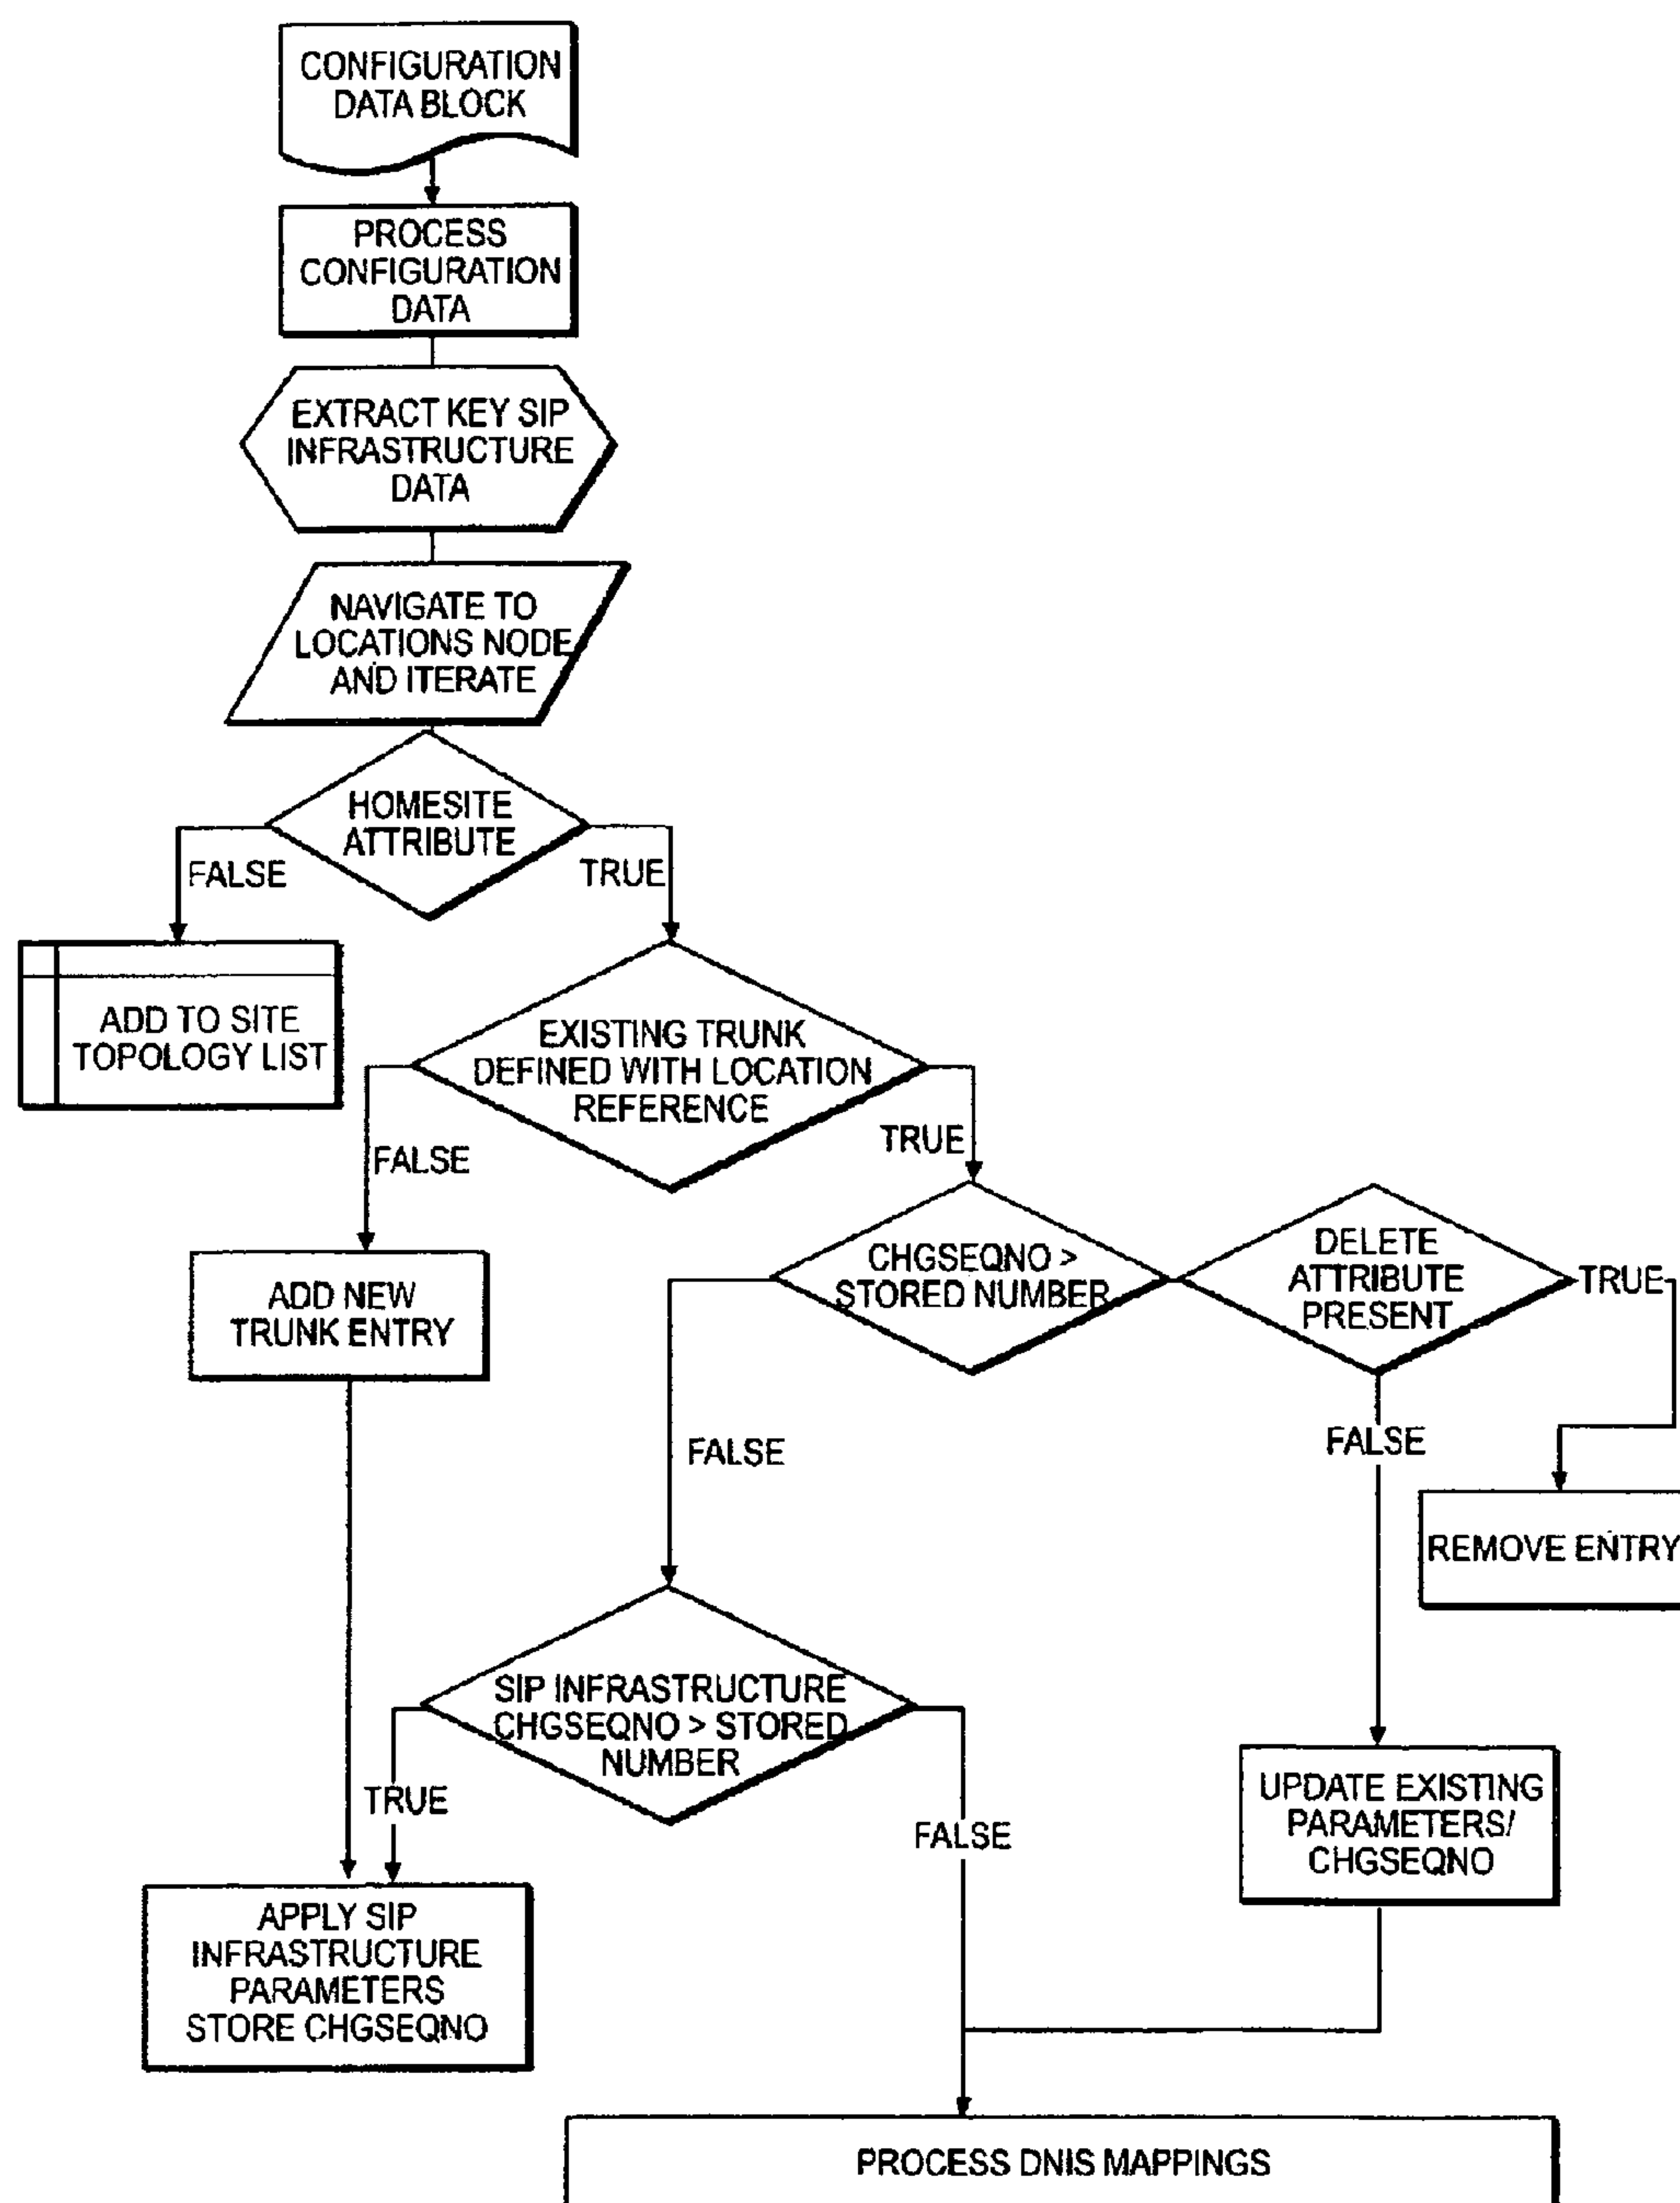 CONFIGURATION
DATA BLOCK
PROCESS
CONFIGURATION
DATA
EXTRACT KEY SIP
INFRASTRUCTURE
DATA
NAVIGATE TO
LOCATIONS NODE
AND ITERATE
HOMESITE
ATTRIBUTE
FALSE
TRUE
ADD TO SITE
TOPOLOGY LIST
EXISTING TRUNK
DEFINED WITH LOCATION
REFERENCE
FALSE
TRUE
ADD NEW
TRUNK ENTRY
CHGSEQNO >
STORED NUMBER
DELETE
ATTRIBUTE
PRESENT
TRUE
FALSE
FALSE
REMOVE ENTRY
SIP INFRASTRUCTURE
CHGSEQNO > STORED
NUMBER
TRUE
FALSE
UPDATE EXISTING
PARAMETERS/
CHGSEQNO
APPLY SIP
INFRASTRUCTURE
PARAMETERS
STORE CHGSEQNO
PROCESS DNIS MAPPINGS